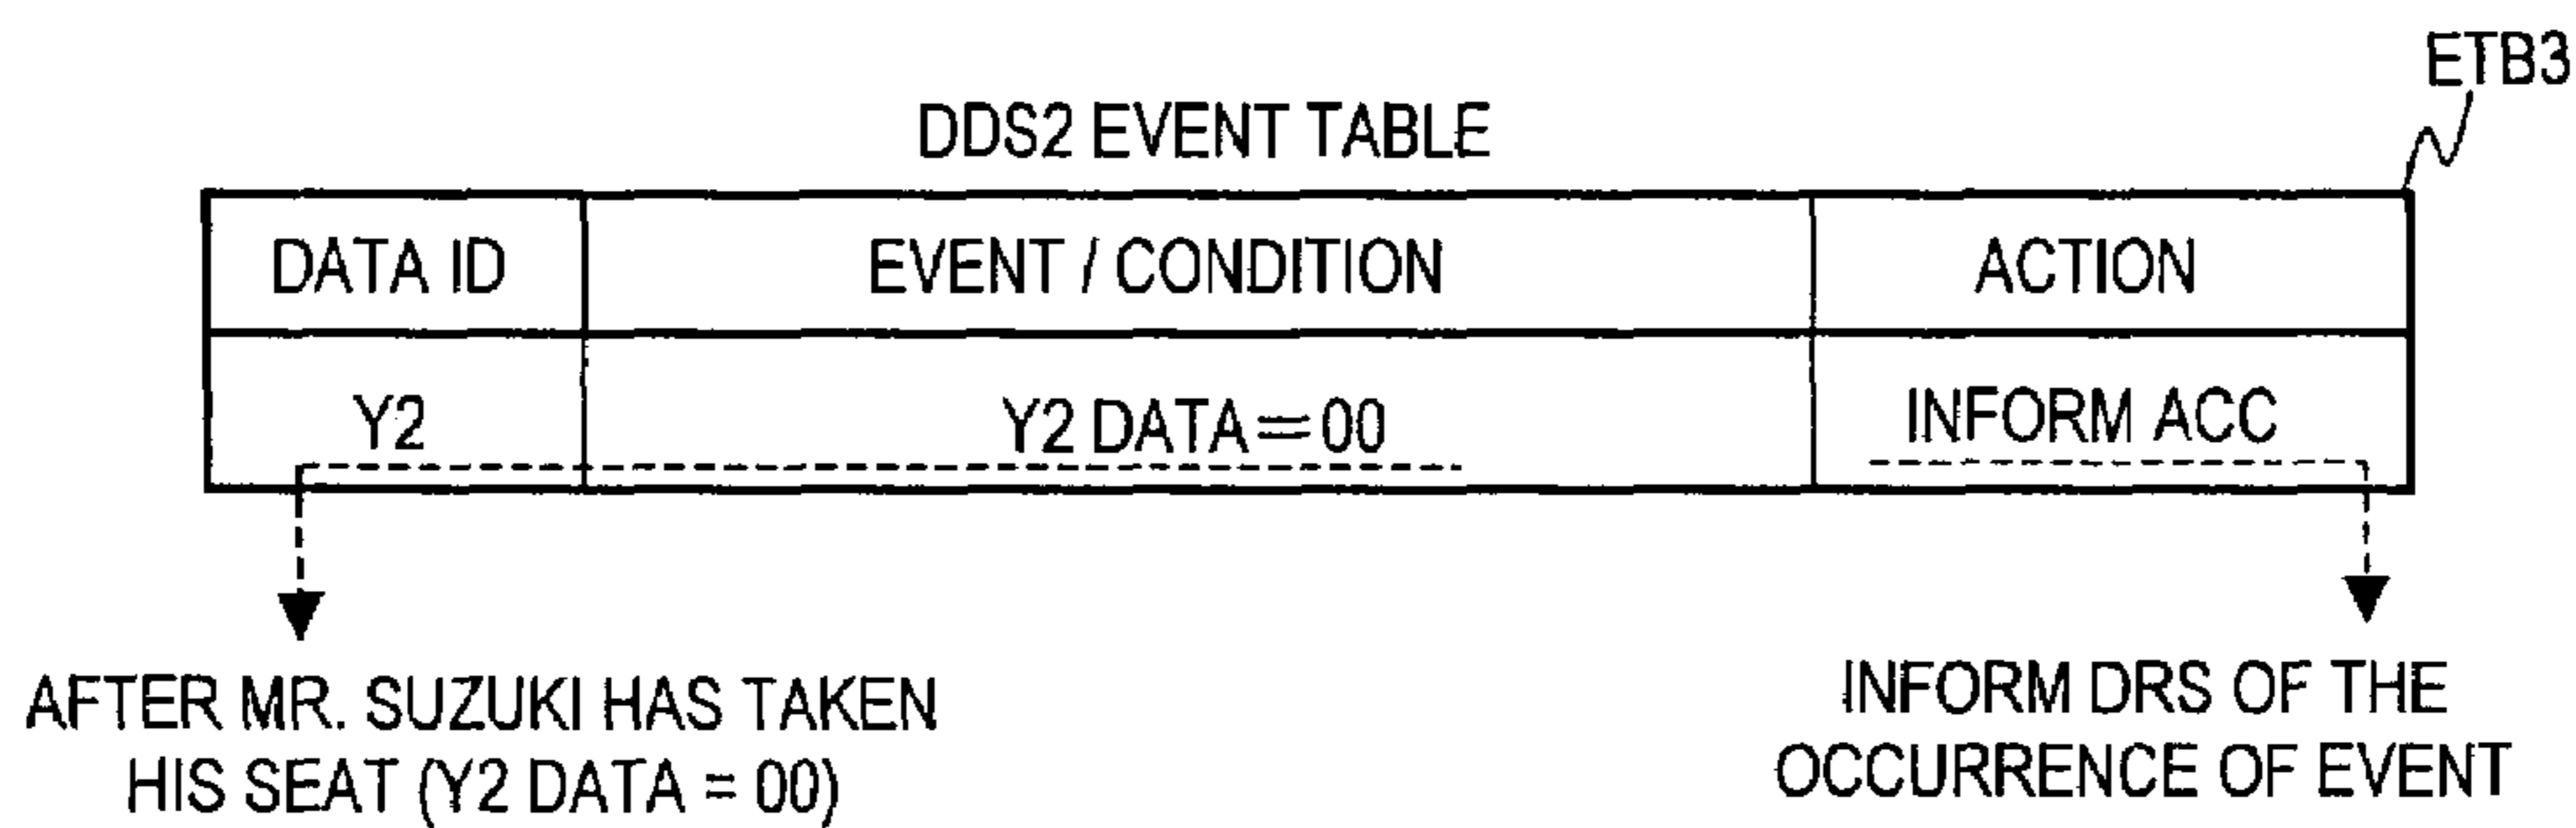 ETB3
DDS2 EVENT TABLE
DATA ID EVENT / CONDITION ACTION
Y2 Y2 DATA=00 INFORM ACC
AFTER MR. SUZUKI HAS TAKEN
HIS SEAT (Y2 DATA = 00)
INFORM DRS OF THE
OCCURRENCE OF EVENT